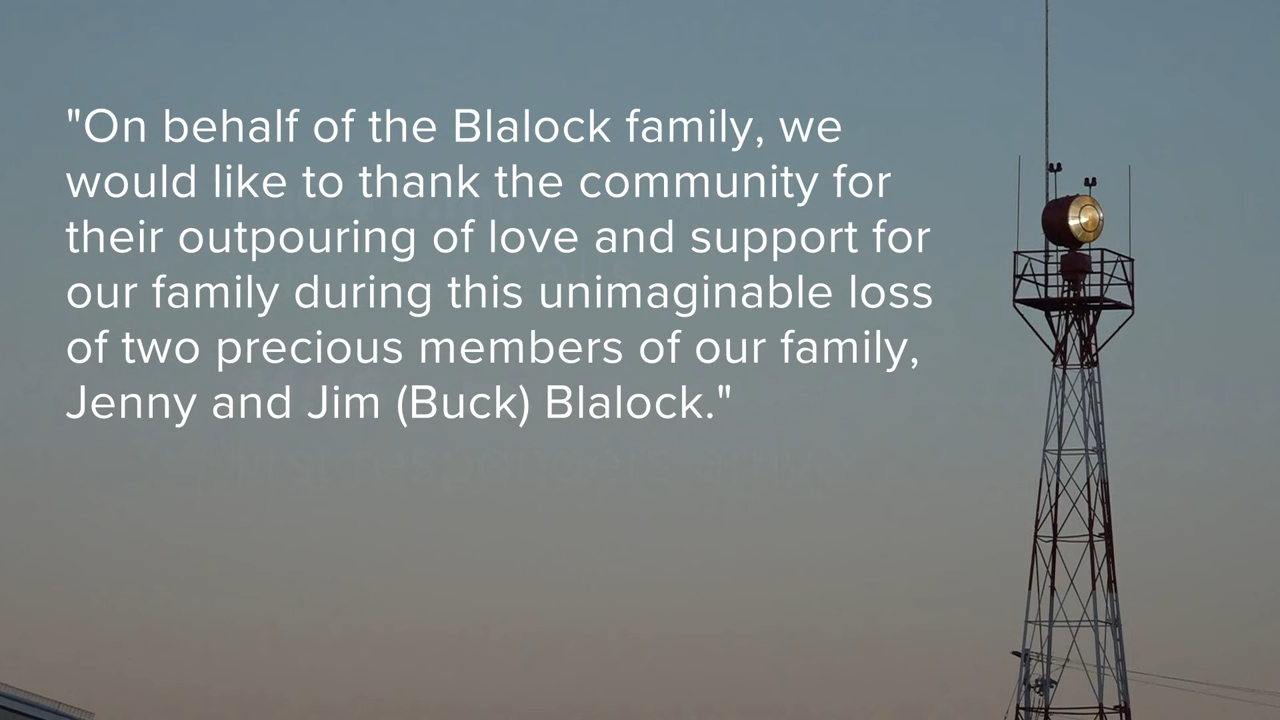 "On behalf of the Blalock family, we
would like to thank the community for
their outpouring of love and support for
our family during this unimaginable loss
of two precious members of our family,
Jenny and Jim (Buck) Blalock."